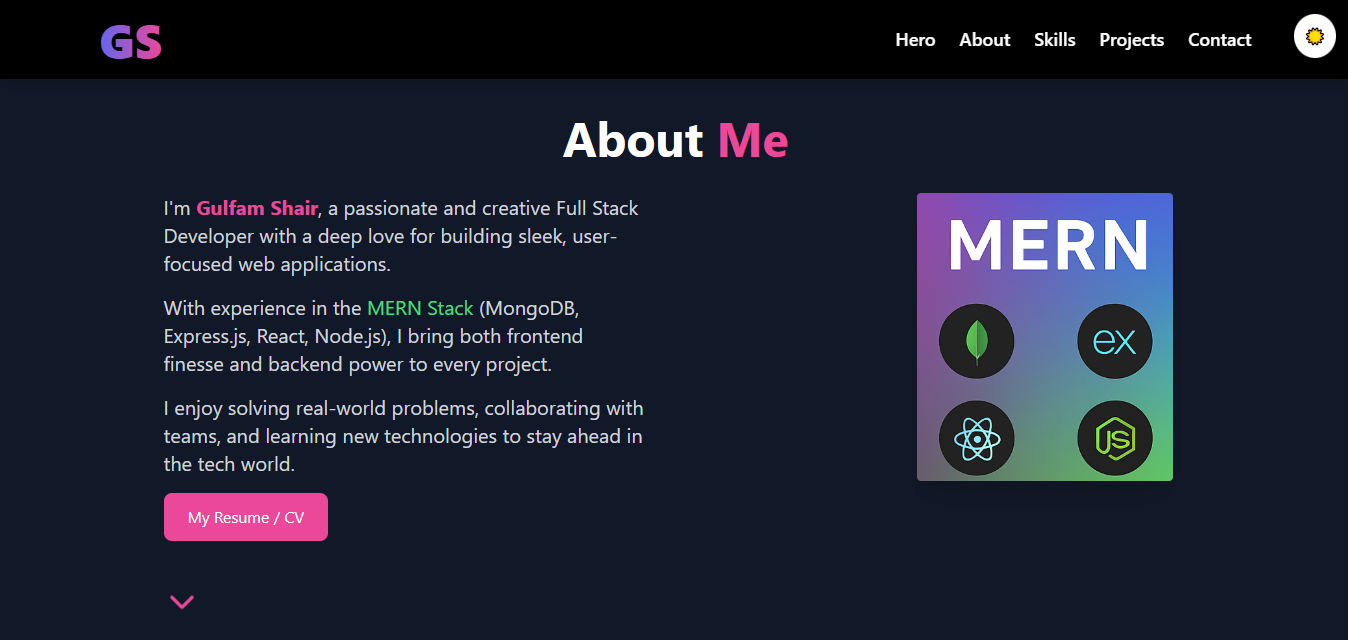 GS
Hero About Skills Projects Contact
About Me
I'm Gulfam Shair, a passionate and creative Full Stack
Developer with a deep love for building sleek, user-
focused web applications.
With experience in the MERN Stack (MongoDB,
Express.js, React, Node.js), I bring both frontend
finesse and backend power to every project.
I enjoy solving real-world problems, collaborating with
teams, and learning new technologies to stay ahead in
the tech world.
My Resume / CV
MERN
ex
JS